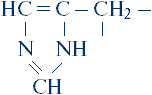 HC = C – CH₂ –
N NH
CH